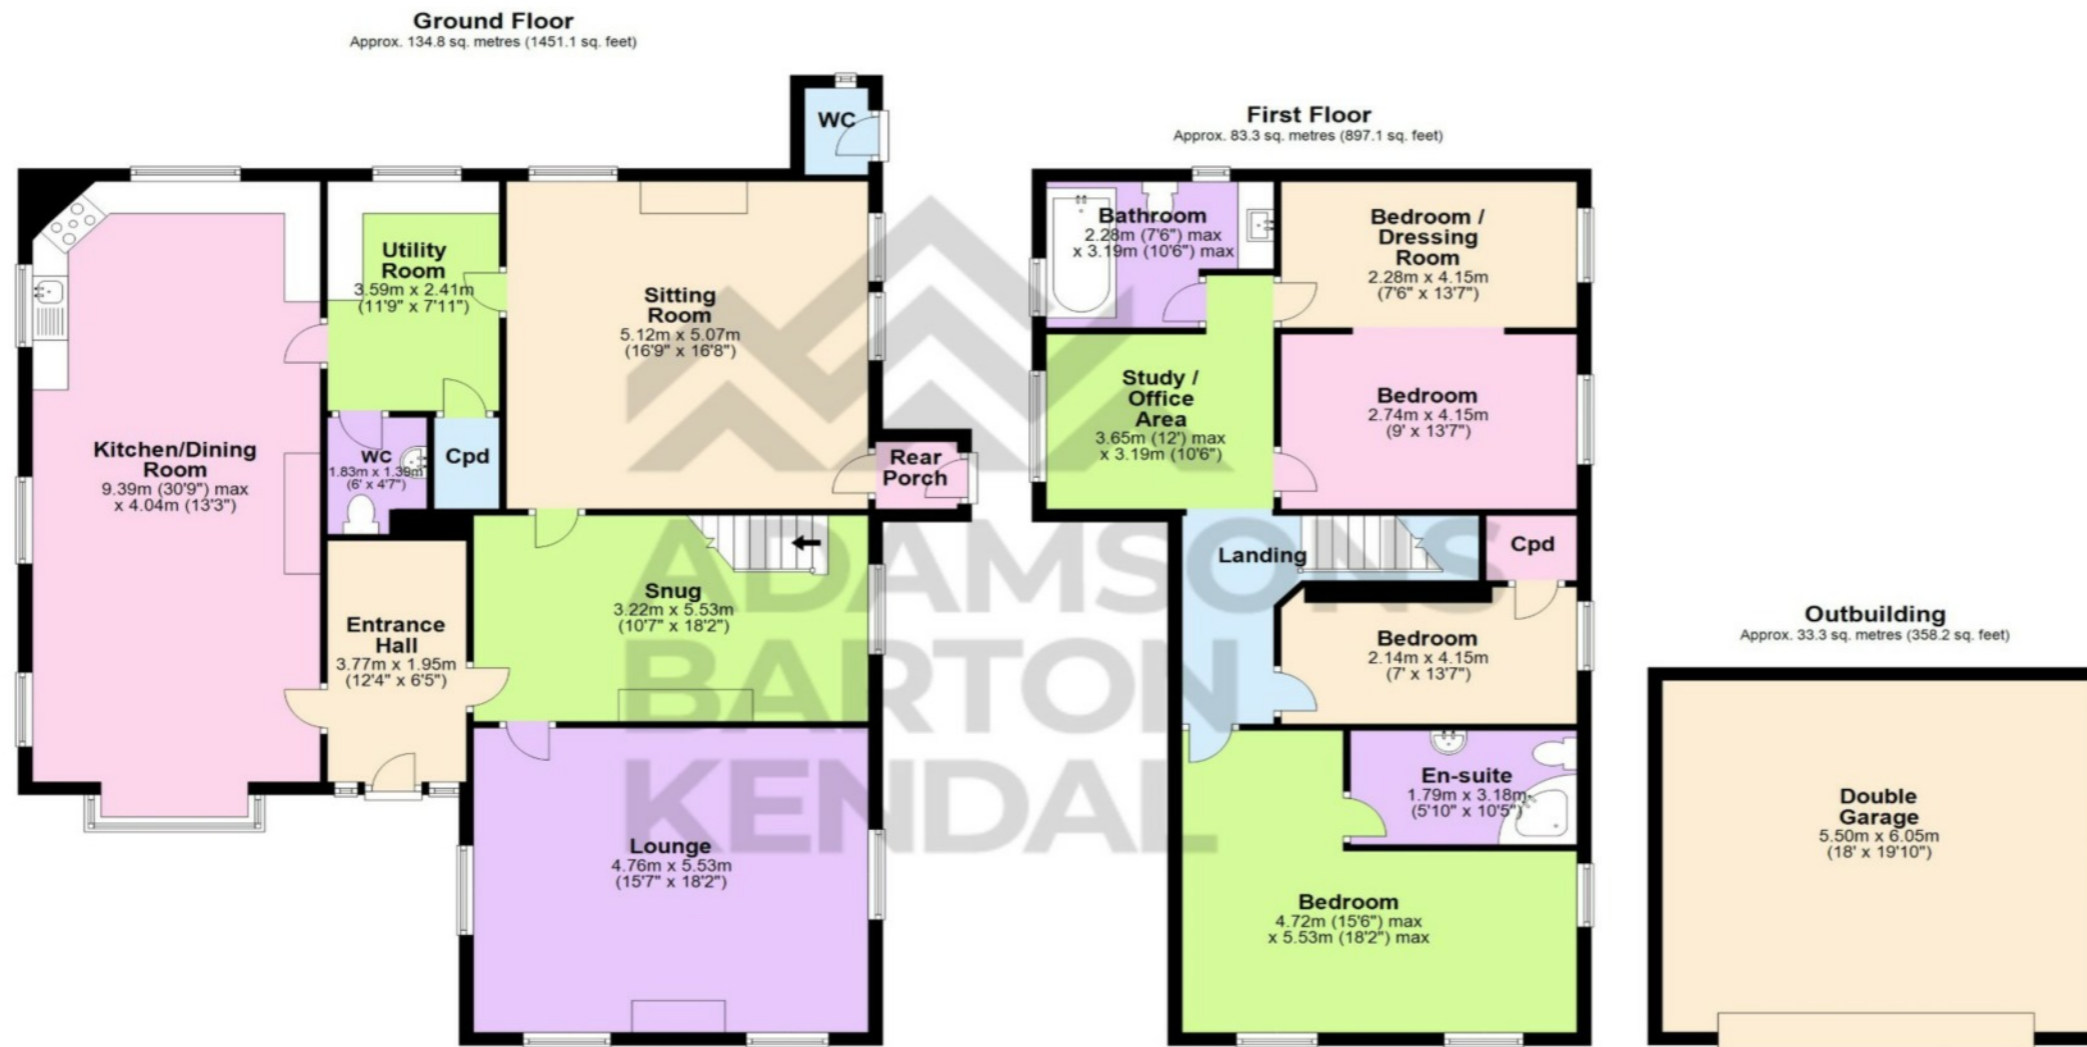 Ground Floor
Approx. 134.8 sq. metres (1451.1 sq. feet)
WC
Utility
Room
3.59m x 2.41m
(11'9" x 7'11")
Sitting
Room
5.12m x 5.07m
(16'9" x 16'8")
Kitchen/Dining
Room
9.39m (30'9") max
x 4.04m (13'3")
WC
1.83m x 1.39m
(6' x 4'7")
Cpd
Rear
Porch
Snug
3.22m x 5.53m
(10'7" x 18'2")
Entrance
Hall
3.77m x 1.95m
(12'4" x 6'5")
Lounge
4.76m x 5.53m
(15'7" x 18'2")
First Floor
Approx. 83.3 sq. metres (897.1 sq. feet)
Bathroom
2.28m (7'6") max
x 3.19m (10'6") max
Bedroom /
Dressing
Room
2.28m x 4.15m
(7'6" x 13'7")
Study /
Office
Area
3.65m (12') max
x 3.19m (10'6")
Bedroom
2.74m x 4.15m
(9' x 13'7")
Landing
Cpd
Bedroom
2.14m x 4.15m
(7' x 13'7")
En-suite
1.79m x 3.18m
(5'10" x 10'5")
Bedroom
4.72m (15'6") max
x 5.53m (18'2") max
Outbuilding
Approx. 33.3 sq. metres (358.2 sq. feet)
Double
Garage
5.50m x 6.05m
(18' x 19'10")
ADAMSONS
BARTON
KENDAL